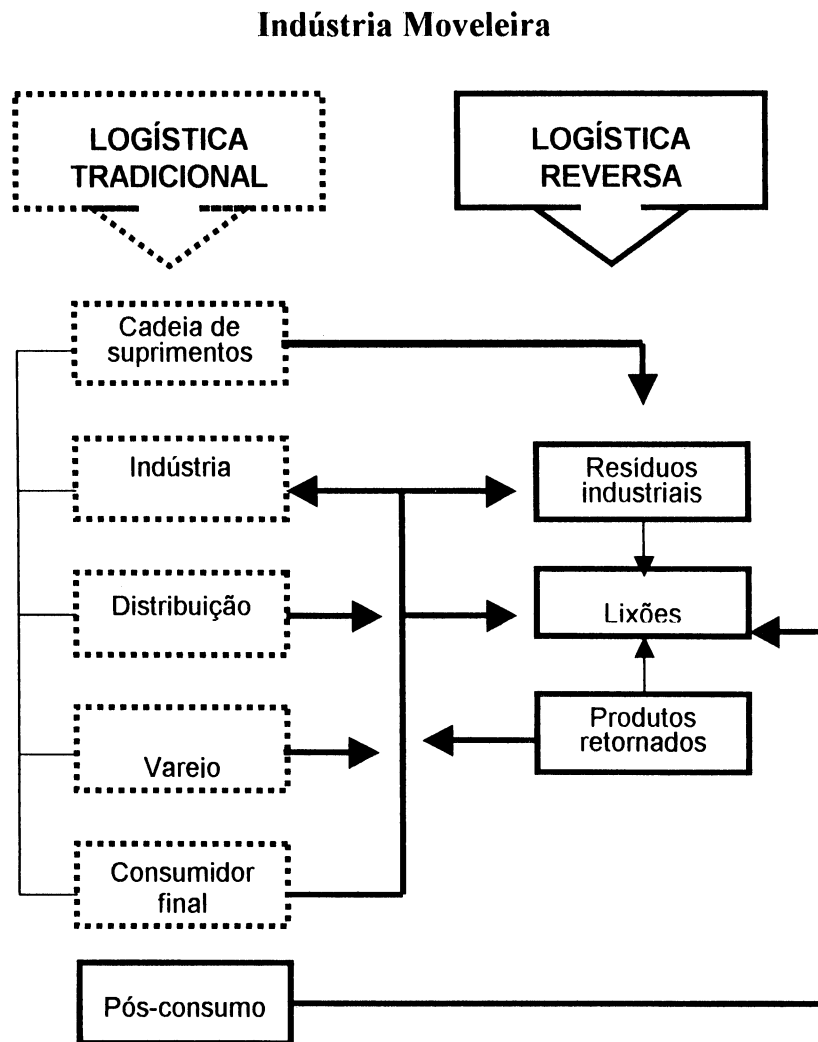 Indústria Moveleira
LOGÍSTICA
TRADICIONAL
LOGÍSTICA
REVERSA
Cadeia de
suprimentos
Indústria
Resíduos
industriais
Distribuição
Lixões
Vareio
Produtos
retornados
Consumidor
final
Pós-consumo